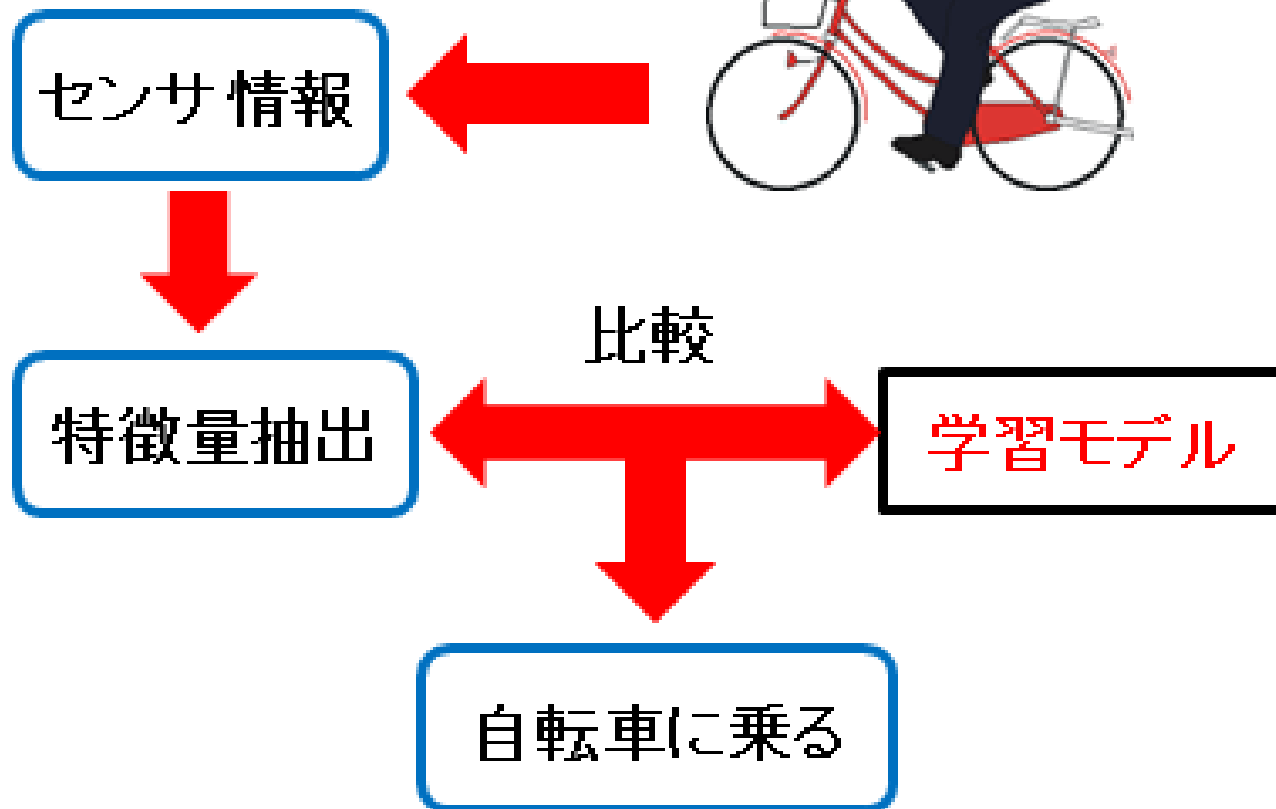 センサ情報
比較
特徴量抽出
学習モデル
自転車に乗る